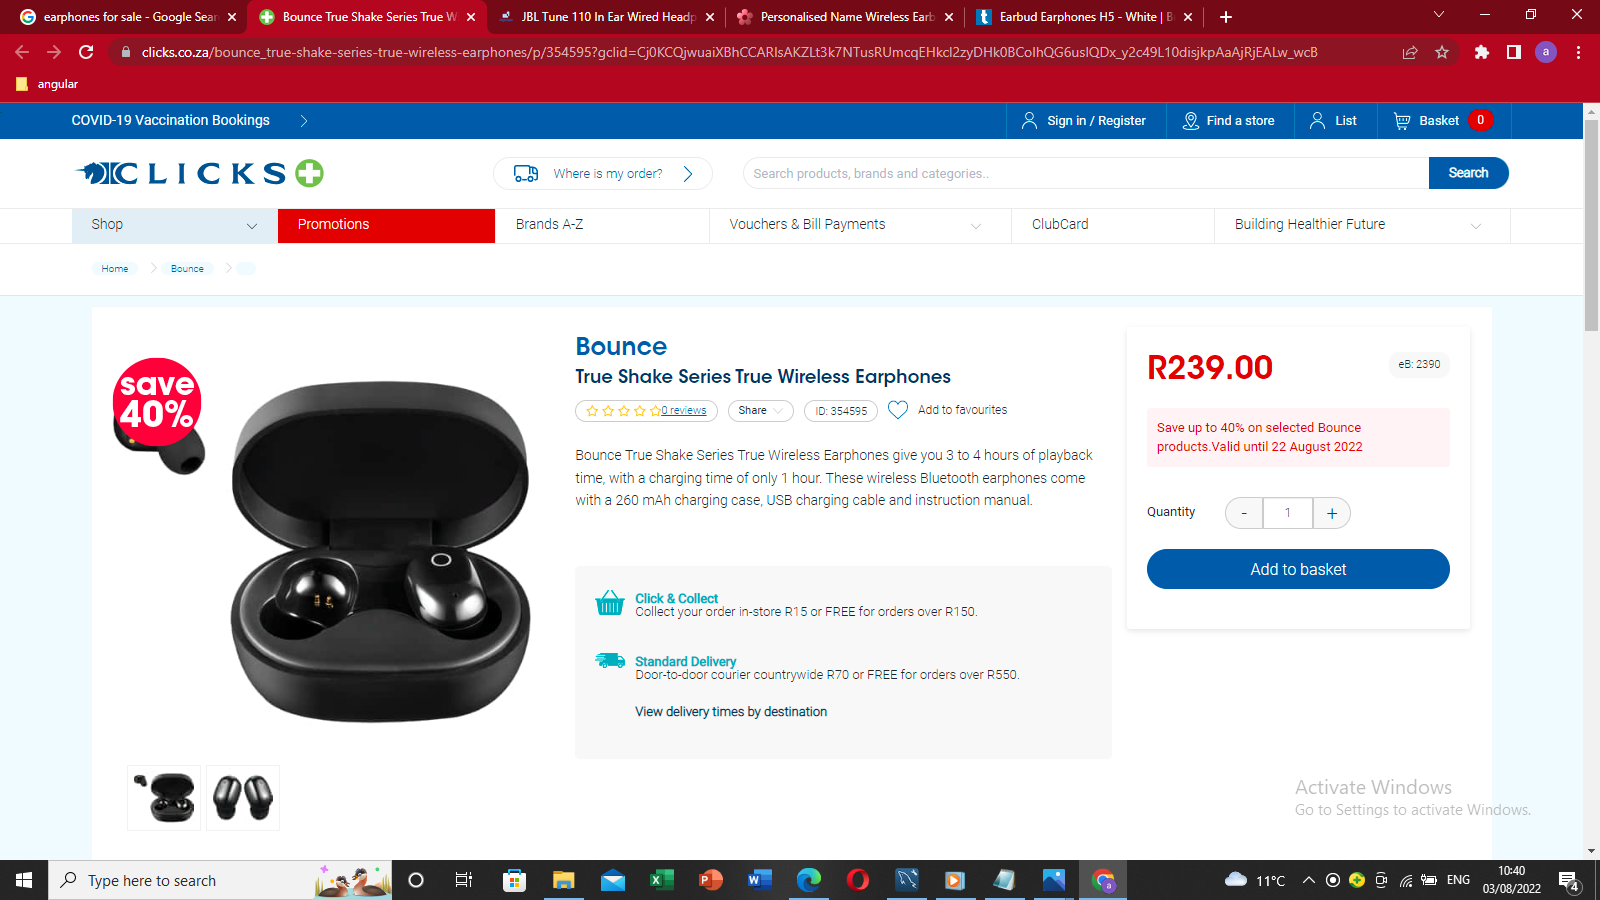 earphones for sale - Google Sear
Bounce True Shake Series True W
JBL Tune 110 In Ear Wired Headp
Personalised Name Wireless Earb
Earbud Earphones H5 - White | B
clicks.co.za/bounce_true-shake-series-true-wireless-earphones/p/354595?gclid=Cj0KCQjwuaiXBhCCARIsAKZLt3k7NTusRUmcqEHkcl2zyDHk0BCoIhQG6usIQDx_y2c49L10disjkpAaAjRjEALw_wcB
a
angular
COVID-19 Vaccination Bookings
Sign in / Register
Find a store
List
Basket 0
CLICKS
Where is my order?
Search products, brands and categories..
Search
Shop
Promotions
Brands A-Z
Vouchers & Bill Payments
ClubCard
Building Healthier Future
Home
Bounce
save
40%
Bounce
True Shake Series True Wireless Earphones
0 reviews
Share
ID: 354595
Add to favourites
Bounce True Shake Series True Wireless Earphones give you 3 to 4 hours of playback
time, with a charging time of only 1 hour. These wireless Bluetooth earphones come
with a 260 mAh charging case, USB charging cable and instruction manual.
Click & Collect
Collect your order in-store R15 or FREE for orders over R150.
Standard Delivery
Door-to-door courier countrywide R70 or FREE for orders over R550.
View delivery times by destination
R239.00
eB: 2390
Save up to 40% on selected Bounce
products.Valid until 22 August 2022
Quantity
- 1 +
Add to basket
Activate Windows
Go to Settings to activate Windows.
Type here to search
11°C
ENG
10:40
03/08/2022
4